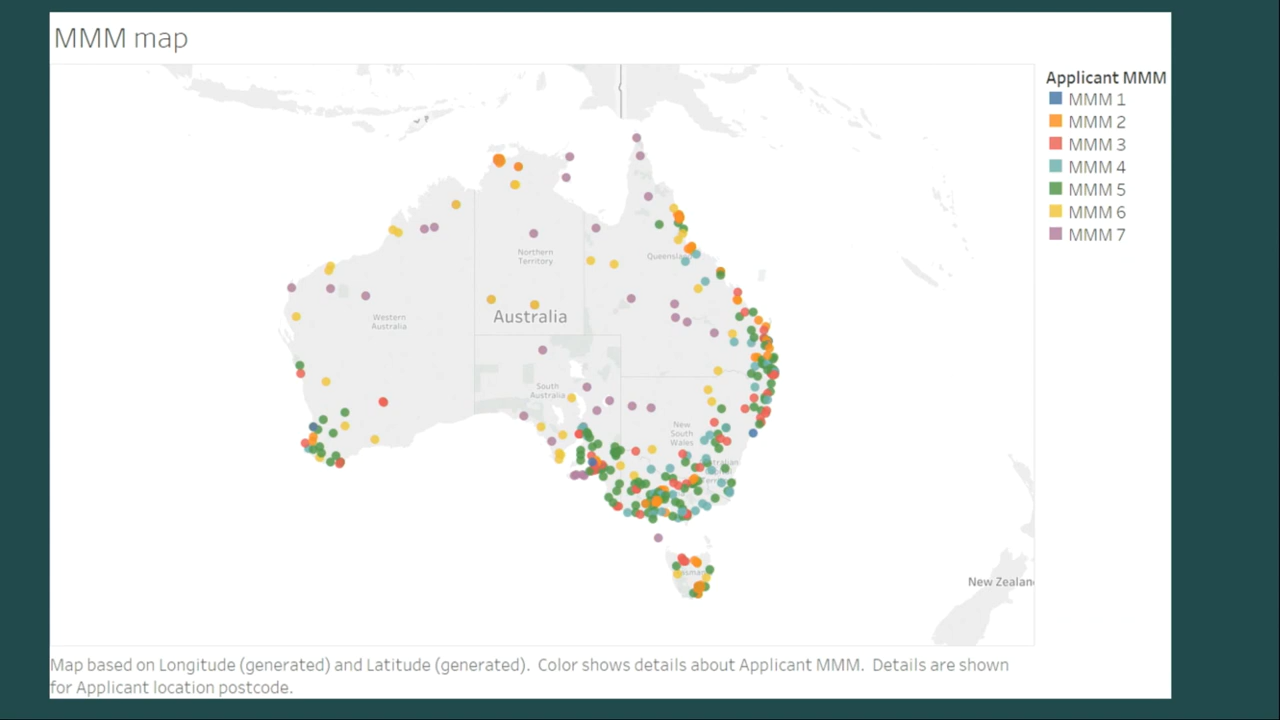 MMM map
Applicant MMM
MMM 1
MMM 2
MMM 3
MMM 4
MMM 5
MMM 6
MMM 7
Northern
Territory
Queensland
Australia
Western
Australia
South
Australia
New
South
Wales
Australian
New Zealand
Map based on Longitude (generated) and Latitude (generated). Color shows details about Applicant MMM. Details are shown
for Applicant location postcode.